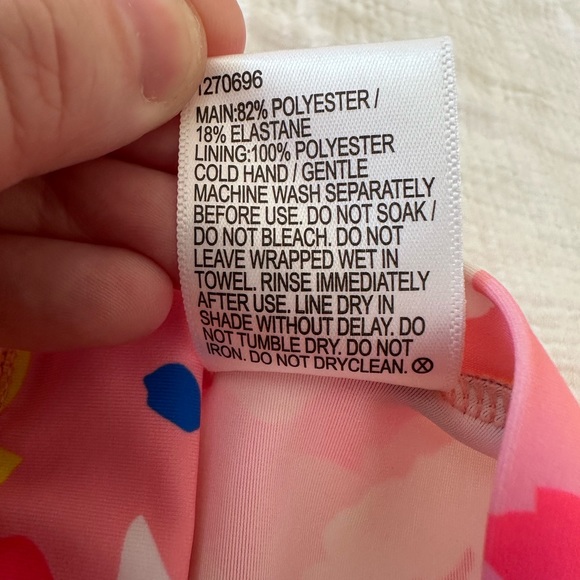 1270696
MAIN:82% POLYESTER /
18% ELASTANE
LINING:100% POLYESTER
COLD HAND / GENTLE
MACHINE WASH SEPARATELY
BEFORE USE. DO NOT SOAK /
DO NOT BLEACH. DO NOT
LEAVE WRAPPED WET IN
TOWEL. RINSE IMMEDIATELY
AFTER USE. LINE DRY IN
SHADE WITHOUT DELAY. DO
NOT TUMBLE DRY. DO NOT
IRON. DO NOT DRYCLEAN. Ⓧ